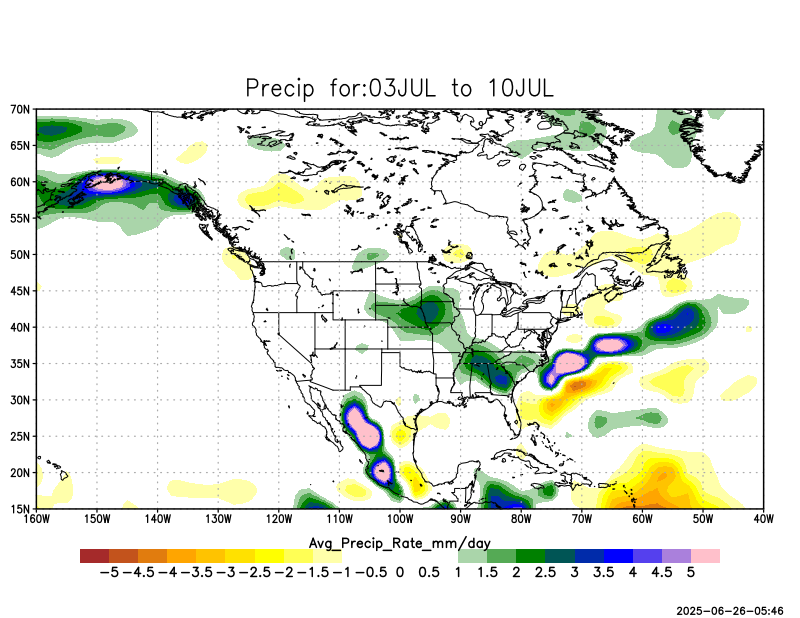 Precip for:03JUL to 10JUL
70N
65N
60N
55N
50N
45N
40N
35N
30N
25N
20N
15N
160W 150W 140W 130W 120W 110W 100W 90W 80W 70W 60W 50W 40W
Avg_Precip_Rate_mm/day
-5 -4.5 -4 -3.5 -3 -2.5 -2 -1.5 -1 -0.5 0 0.5 1 1.5 2 2.5 3 3.5 4 4.5 5
2025-06-26-05:46